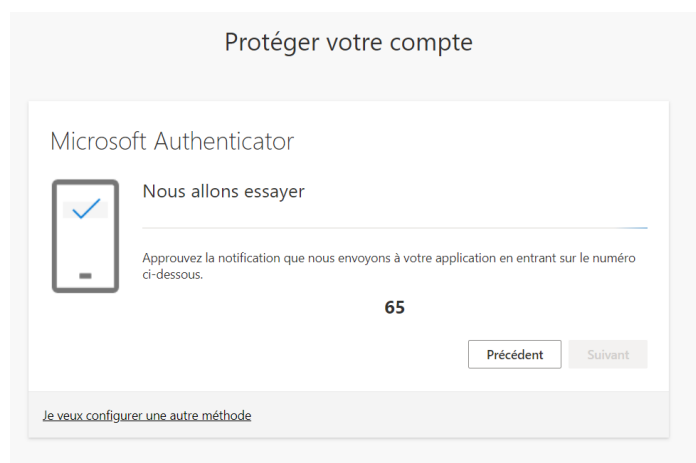 Protéger votre compte
Microsoft Authenticator
Nous allons essayer
Approuvez la notification que nous envoyons à votre application en entrant sur le numéro
ci-dessous.
65
Précédent
Suivant
Je veux configurer une autre méthode